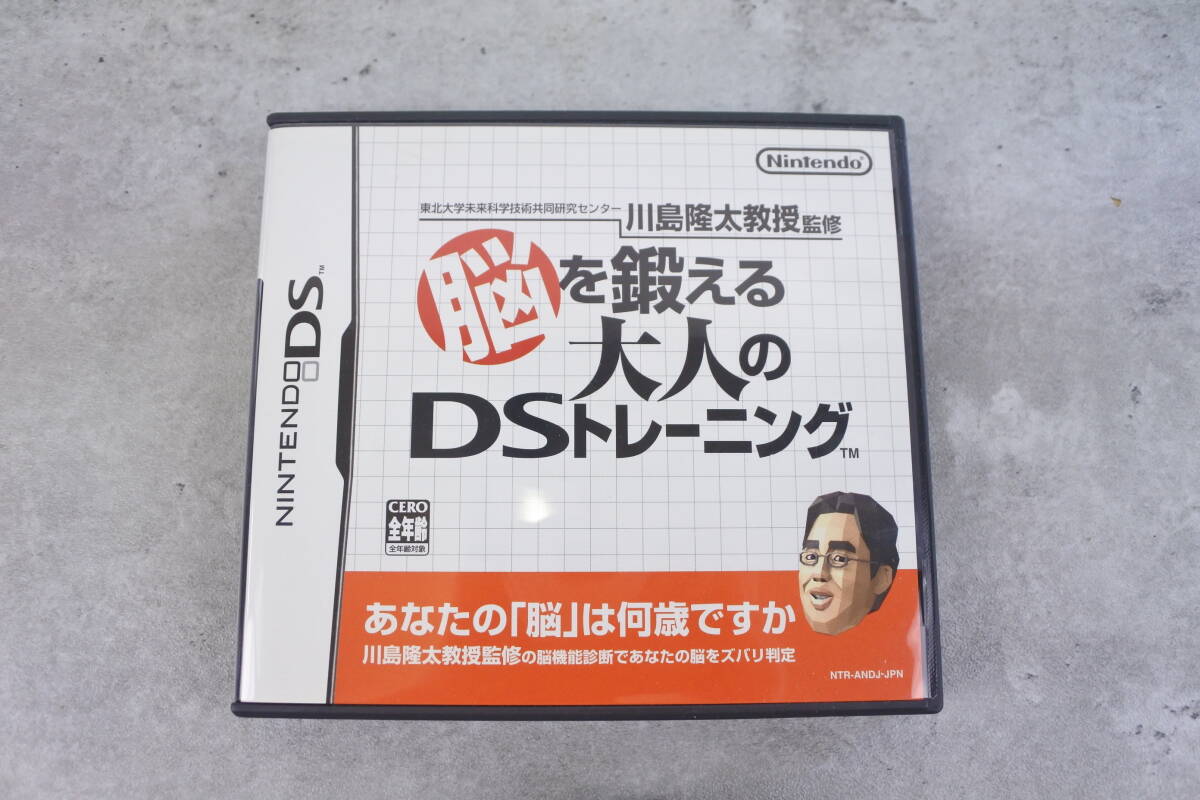 NINTENDO DS™
Nintendo®
東北大学未来科学技術共同研究センター
川島隆太教授監修
脳を鍛える
大人の
DSトレーニング™
CERO
全年齢
全年齢対象
あなたの「脳」は何歳ですか
川島隆太教授監修の脳機能診断であなたの脳をズバリ判定
NTR-ANDJ-JPN